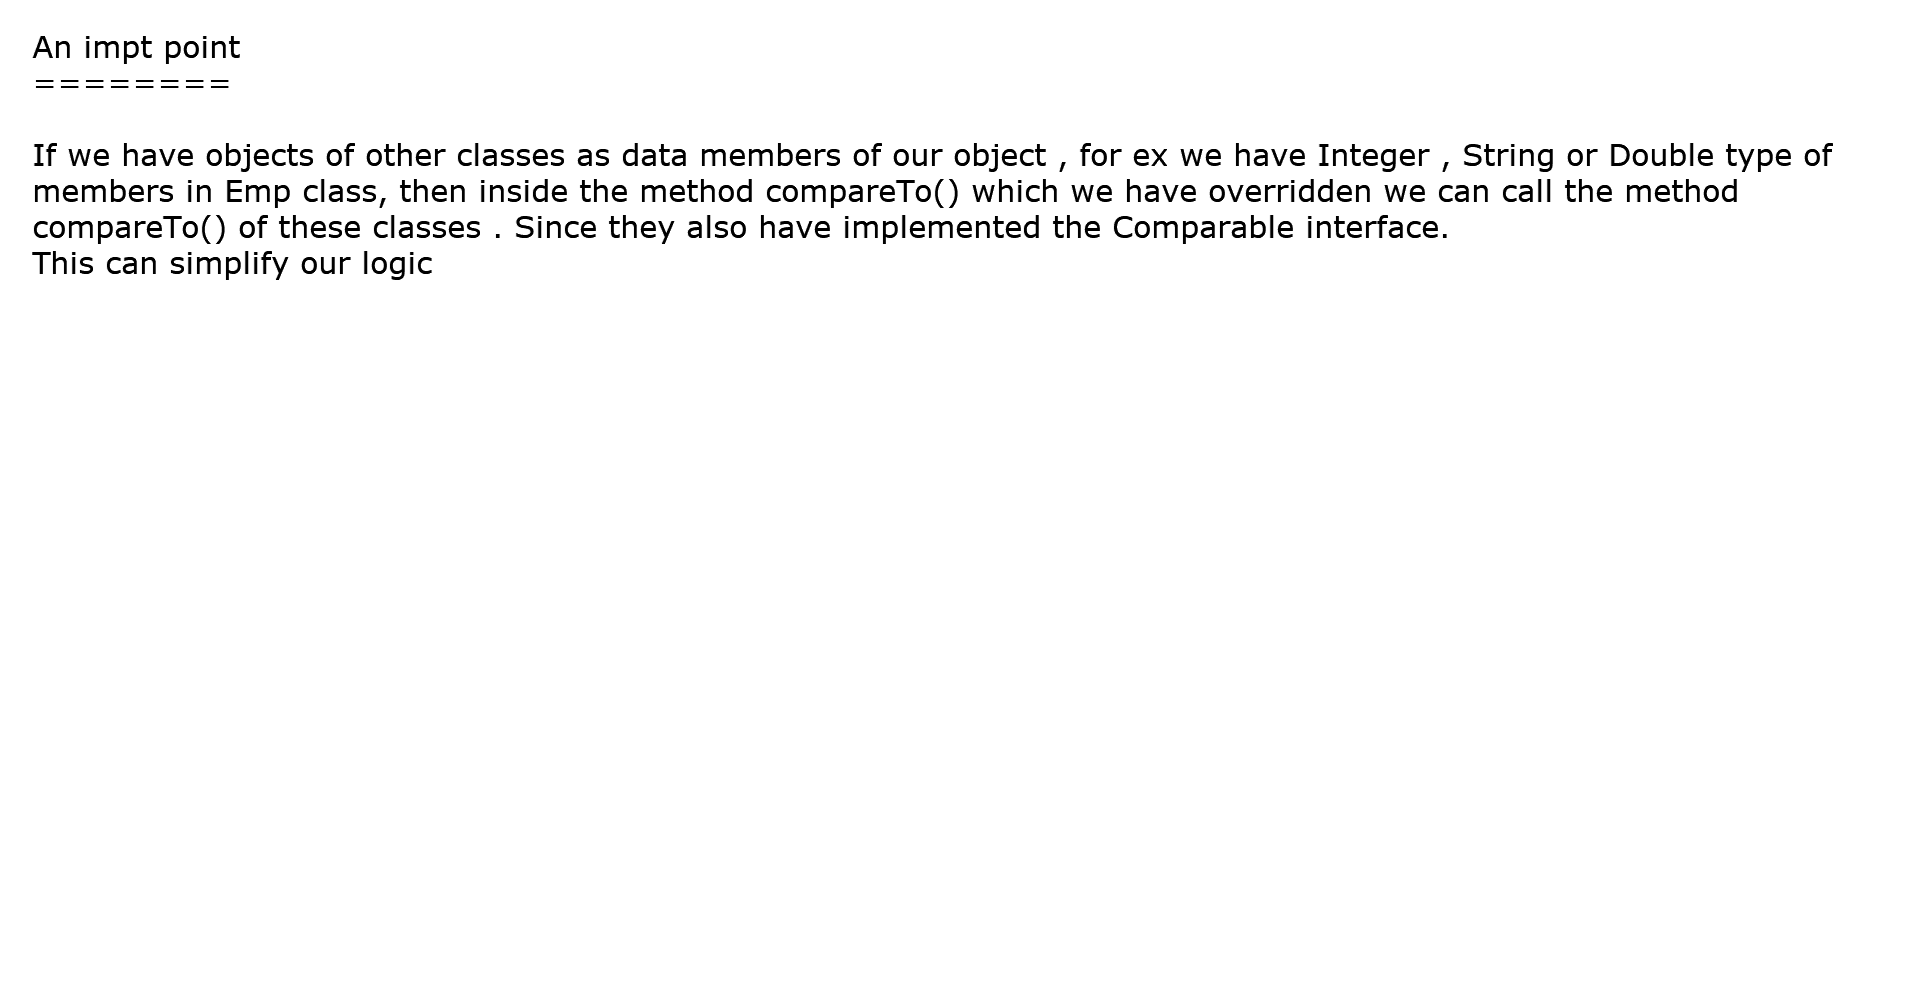 An impt point
========
If we have objects of other classes as data members of our object , for ex we have Integer , String or Double type of
members in Emp class, then inside the method compareTo() which we have overridden we can call the method
compareTo() of these classes . Since they also have implemented the Comparable interface.
This can simplify our logic